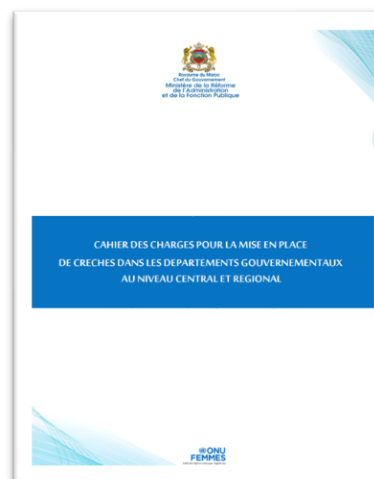 Royaume du Maroc
Chef du Gouvernement
Ministère de la Réforme
de l'Administration
et de la Fonction Publique
CAHIER DES CHARGES POUR LA MISE EN PLACE
DE CRECHES DANS LES DEPARTEMENTS GOUVERNEMENTAUX
AU NIVEAU CENTRAL ET REGIONAL
ONU
FEMMES